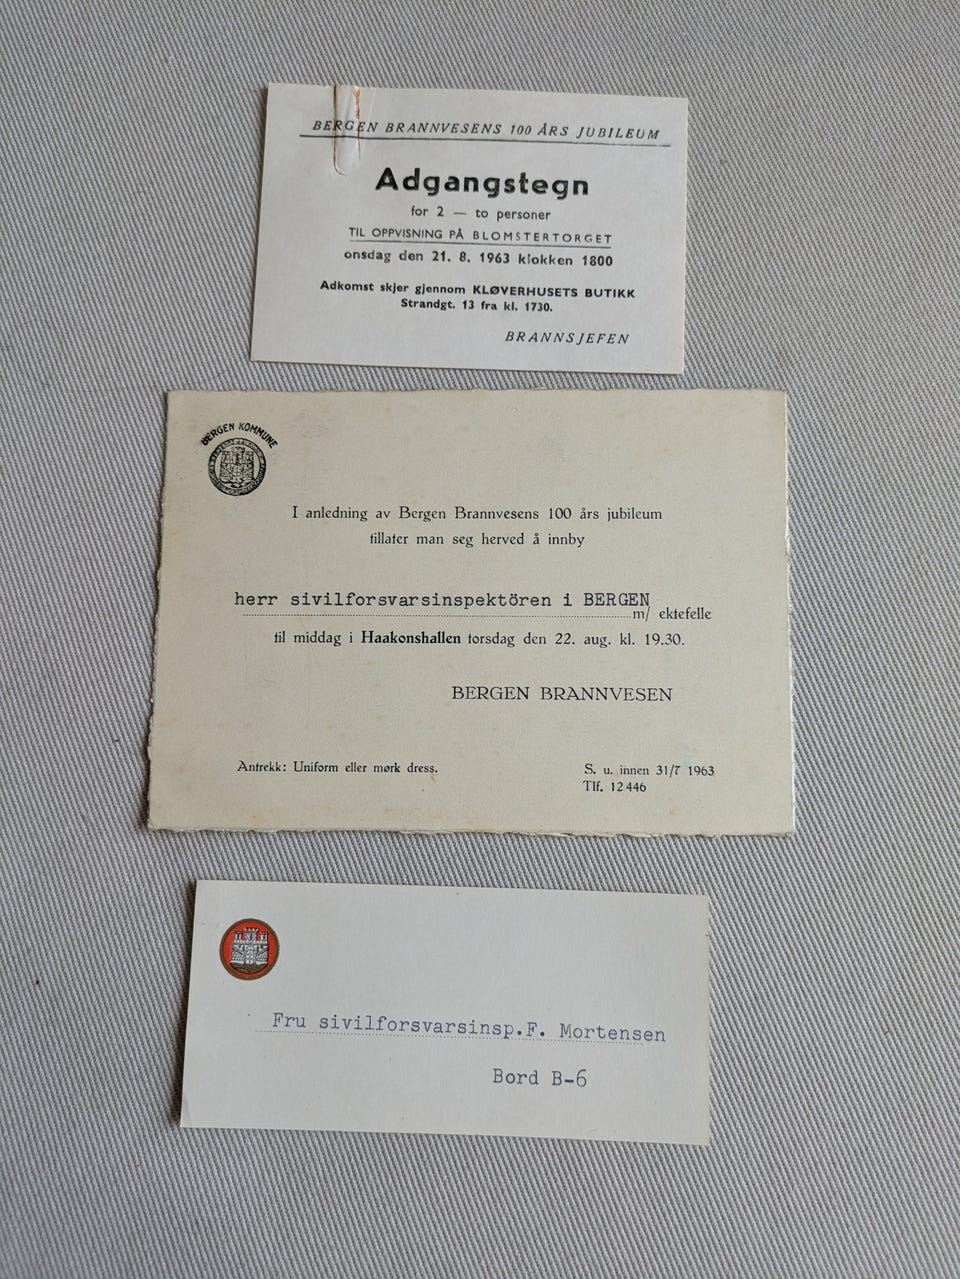 BERGEN BRANNVESENS 100 ÅRS JUBILEUM
Adgangstegn
for 2 — to personer
TIL OPPVISNING PÅ BLOMSTERTORGET
onsdag den 21. 8. 1963 klokken 1800
Adkomst skjer gjennom KLØVERHUSETS BUTIKK
Strandgt. 13 fra kl. 1730.
BRANNSJEFEN
BERGEN KOMMUNE
I anledning av Bergen Brannvesens 100 års jubileum
tillater man seg herved å innby
herr sivilforsvarsinspektören i BERGEN
m/ ektefelle
til middag i Haakonshallen torsdag den 22. aug. kl. 19.30.
BERGEN BRANNVESEN
Antrekk: Uniform eller mørk dress.
S. u. innen 31/7 1963
Tlf. 12 446
Fru sivilforsvarsinsp.F. Mortensen
Bord B-6